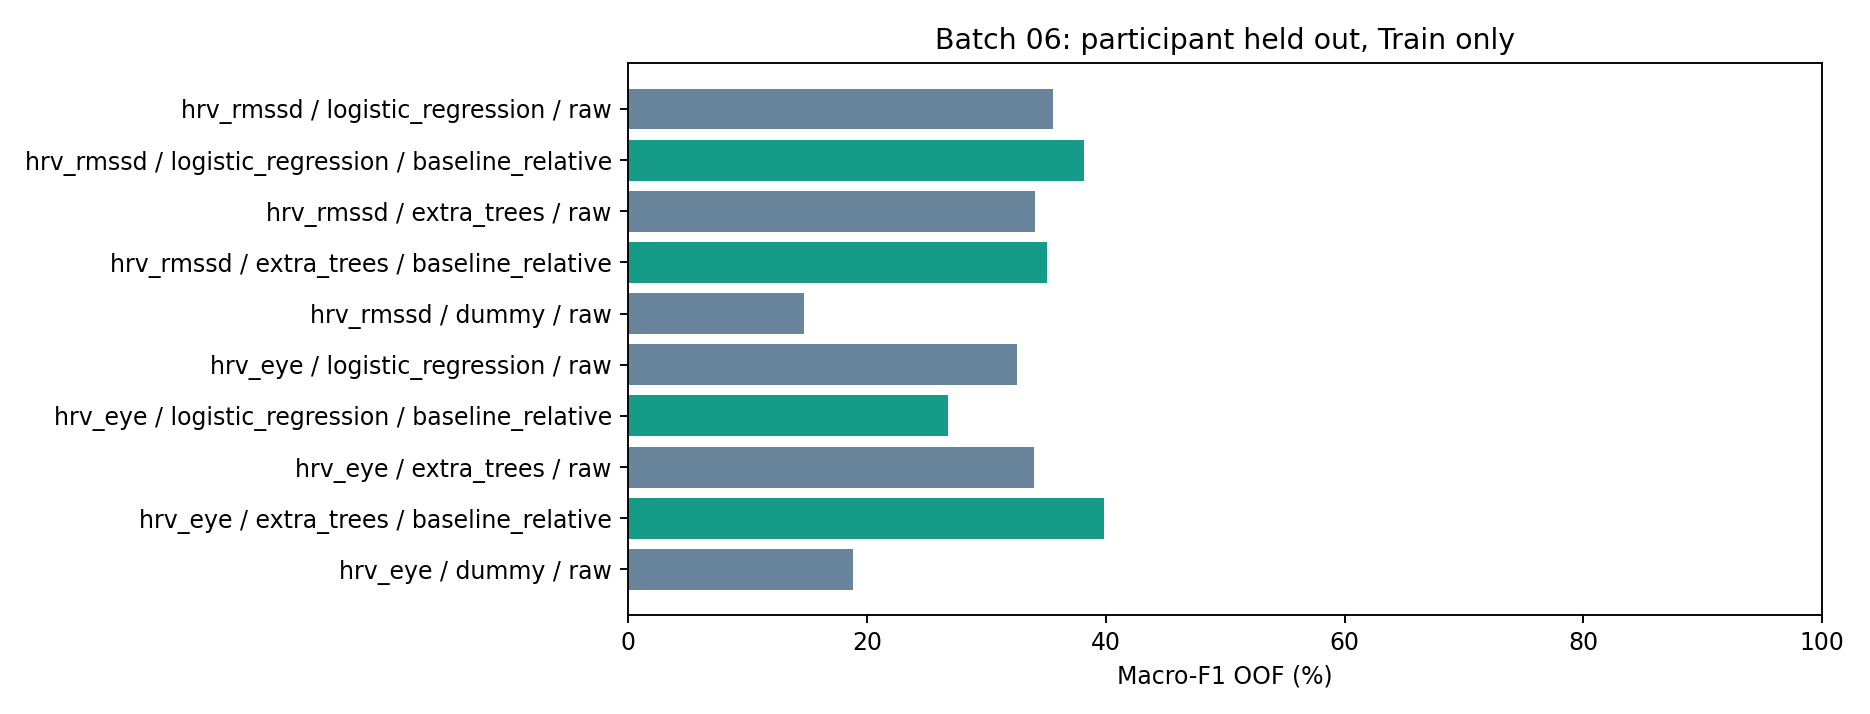 Batch 06: participant held out, Train only
hrv_rmssd / logistic_regression / raw
hrv_rmssd / logistic_regression / baseline_relative
hrv_rmssd / extra_trees / raw
hrv_rmssd / extra_trees / baseline_relative
hrv_rmssd / dummy / raw
hrv_eye / logistic_regression / raw
hrv_eye / logistic_regression / baseline_relative
hrv_eye / extra_trees / raw
hrv_eye / extra_trees / baseline_relative
hrv_eye / dummy / raw
0 20 40 60 80 100
Macro-F1 OOF (%)